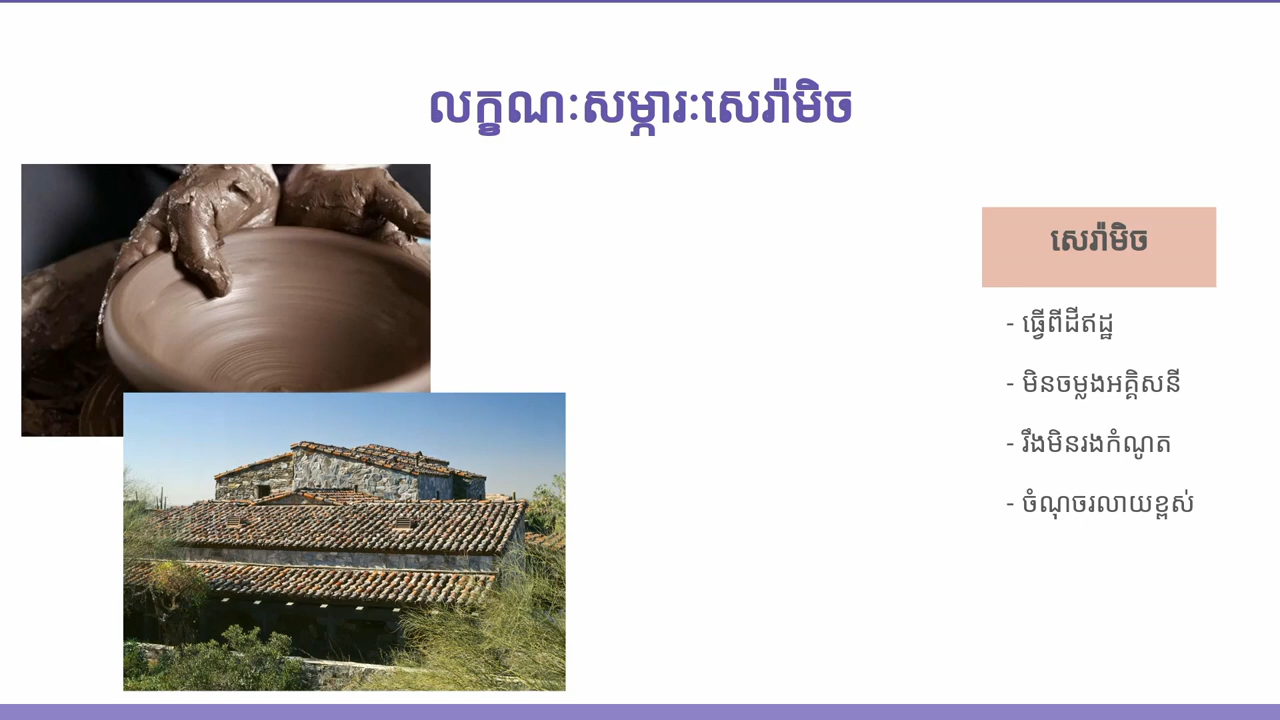 លក្ខណៈសម្ភារៈសេរ៉ាមិច
សេរ៉ាមិច
- ធ្វើពីដីឥដ្ឋ
- មិនចម្លងអគ្គិសនី
- រឹងមិនរងកំណូត
- ចំណុចរលាយខ្ពស់